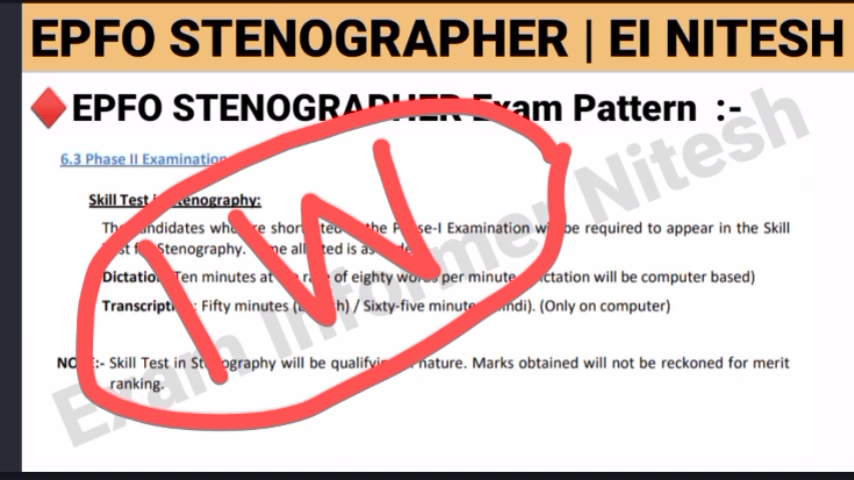 EPFO STENOGRAPHER | EI NITESH
EPFO STENOGRAPHER Exam Pattern :-
6.3 Phase II Examination
Skill Test in Stenography:
The candidates who are shortlisted the Phase-I Examination will be required to appear in the Skill
Test for Stenography. Time allotted is as under
Dictation Ten minutes at the rate of eighty words per minute (Dictation will be computer based)
Transcription: Fifty minutes (English) / Sixty-five minutes (Hindi). (Only on computer)
NOTE:- Skill Test in Stenography will be qualifying in nature. Marks obtained will not be reckoned for merit
ranking.
Exam Informer Nitesh
W